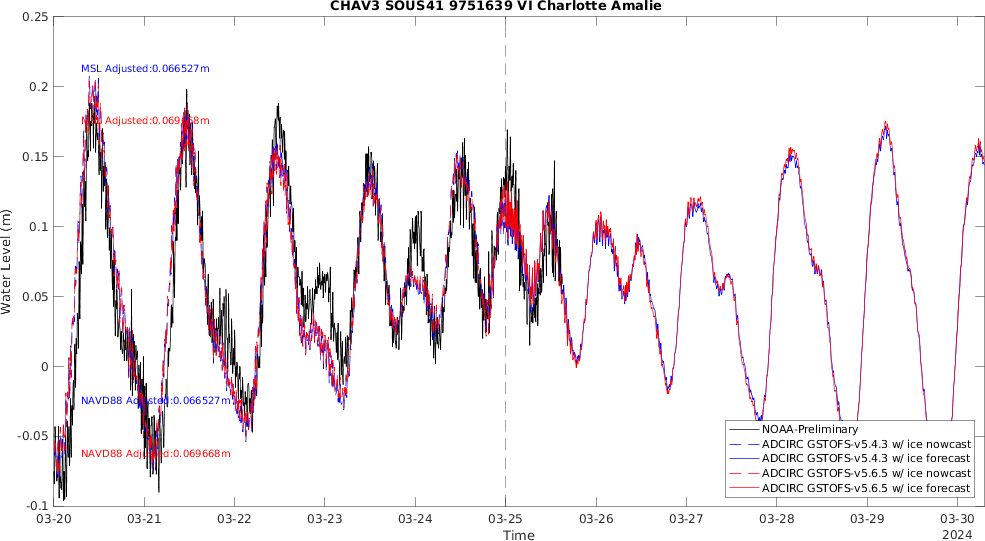 CHAV3 SOUS41 9751639 VI Charlotte Amalie
0.25
0.2
0.15
0.1
0.05
0
-0.05
-0.1
Water Level (m)
MSL Adjusted:0.066527m
MSL Adjusted:0.069668m
NAVD88 Adjusted:0.066527m
NAVD88 Adjusted:0.069668m
NOAA-Preliminary
ADCIRC GSTOFS-v5.4.3 w/ ice nowcast
ADCIRC GSTOFS-v5.4.3 w/ ice forecast
ADCIRC GSTOFS-v5.6.5 w/ ice nowcast
ADCIRC GSTOFS-v5.6.5 w/ ice forecast
03-20 03-21 03-22 03-23 03-24 03-25 03-26 03-27 03-28 03-29 03-30
Time
2024